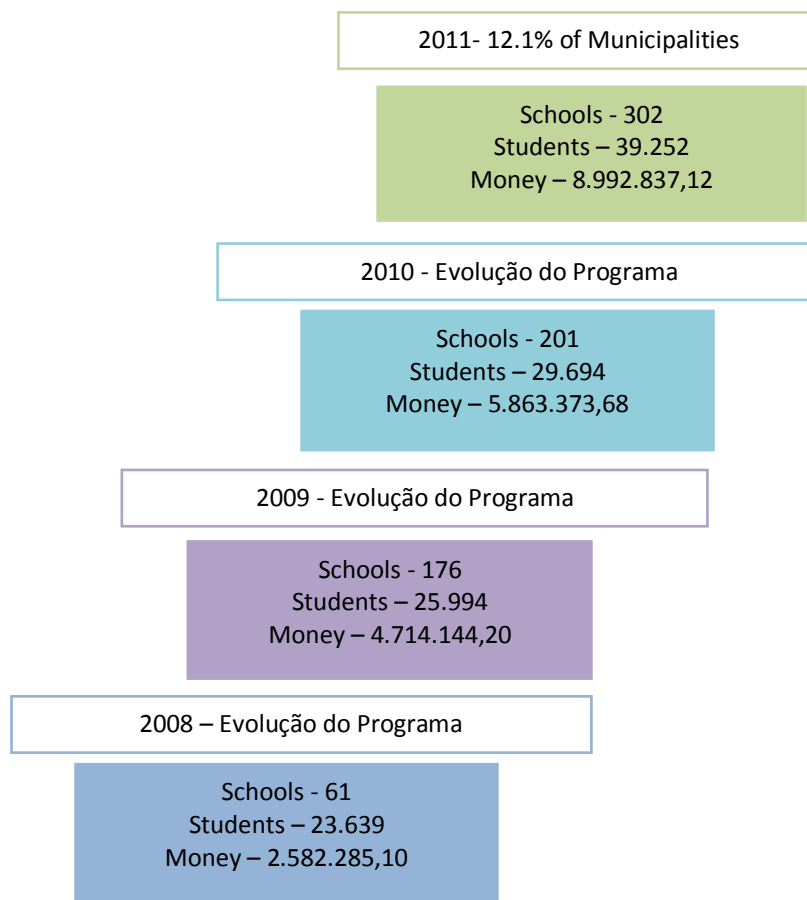 2011- 12.1% of Municipalities
Schools - 302
Students – 39.252
Money – 8.992.837,12
2010 - Evolução do Programa
Schools - 201
Students – 29.694
Money – 5.863.373,68
2009 - Evolução do Programa
Schools - 176
Students – 25.994
Money – 4.714.144,20
2008 – Evolução do Programa
Schools - 61
Students – 23.639
Money – 2.582.285,10